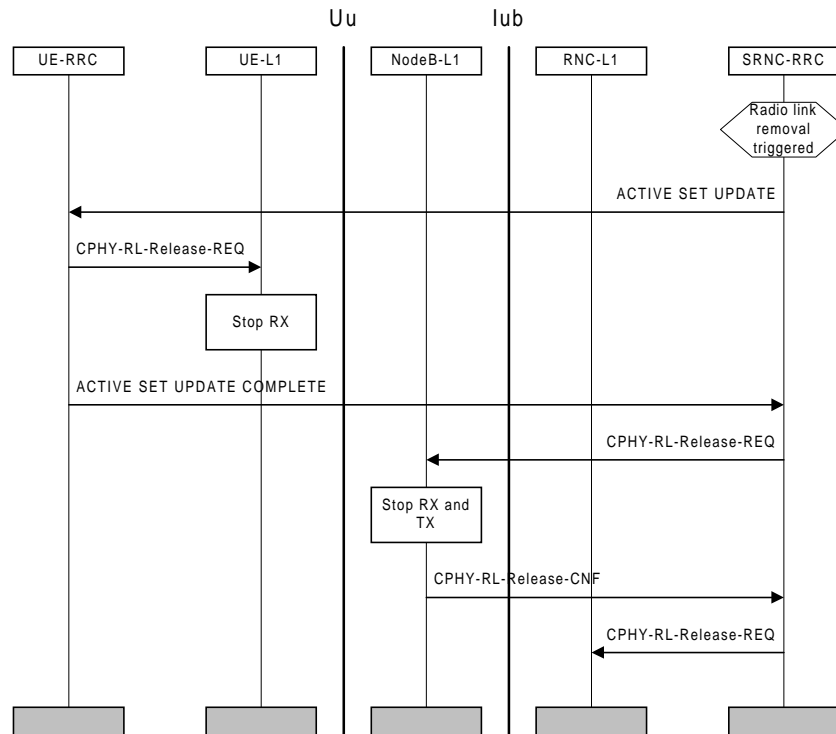 Uu
Iub
UE-RRC
UE-L1
NodeB-L1
RNC-L1
SRNC-RRC
Radio link
removal
triggered
ACTIVE SET UPDATE
CPHY-RL-Release-REQ
Stop RX
ACTIVE SET UPDATE COMPLETE
CPHY-RL-Release-REQ
Stop RX and
TX
CPHY-RL-Release-CNF
CPHY-RL-Release-REQ